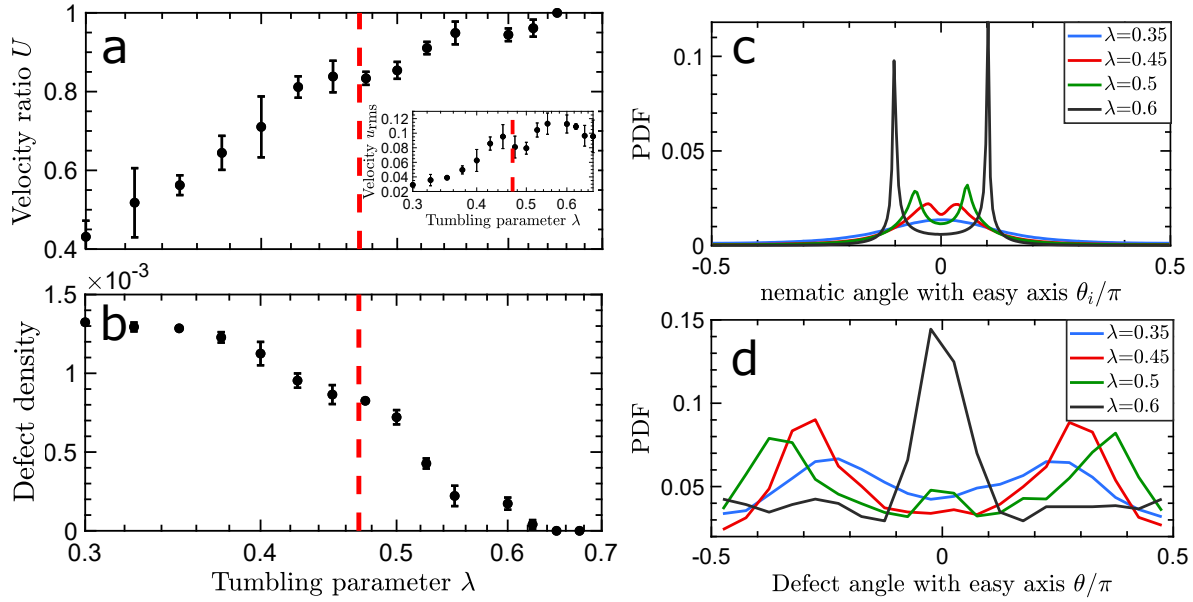 a
Velocity ratio U
1
0.8
0.6
0.4
Velocity u_rms
0.12
0.10
0.08
0.06
0.04
0.02
0.3 0.4 0.5 0.6
Tumbling parameter λ
b
×10⁻³
Defect density
1.5
1
0.5
0
0.3 0.4 0.5 0.6 0.7
Tumbling parameter λ
c
PDF
0.1
0.05
0
λ=0.35
λ=0.45
λ=0.5
λ=0.6
-0.5 0 0.5
nematic angle with easy axis θᵢ/π
d
PDF
0.15
0.1
0.05
λ=0.35
λ=0.45
λ=0.5
λ=0.6
-0.5 0 0.5
Defect angle with easy axis θ/π